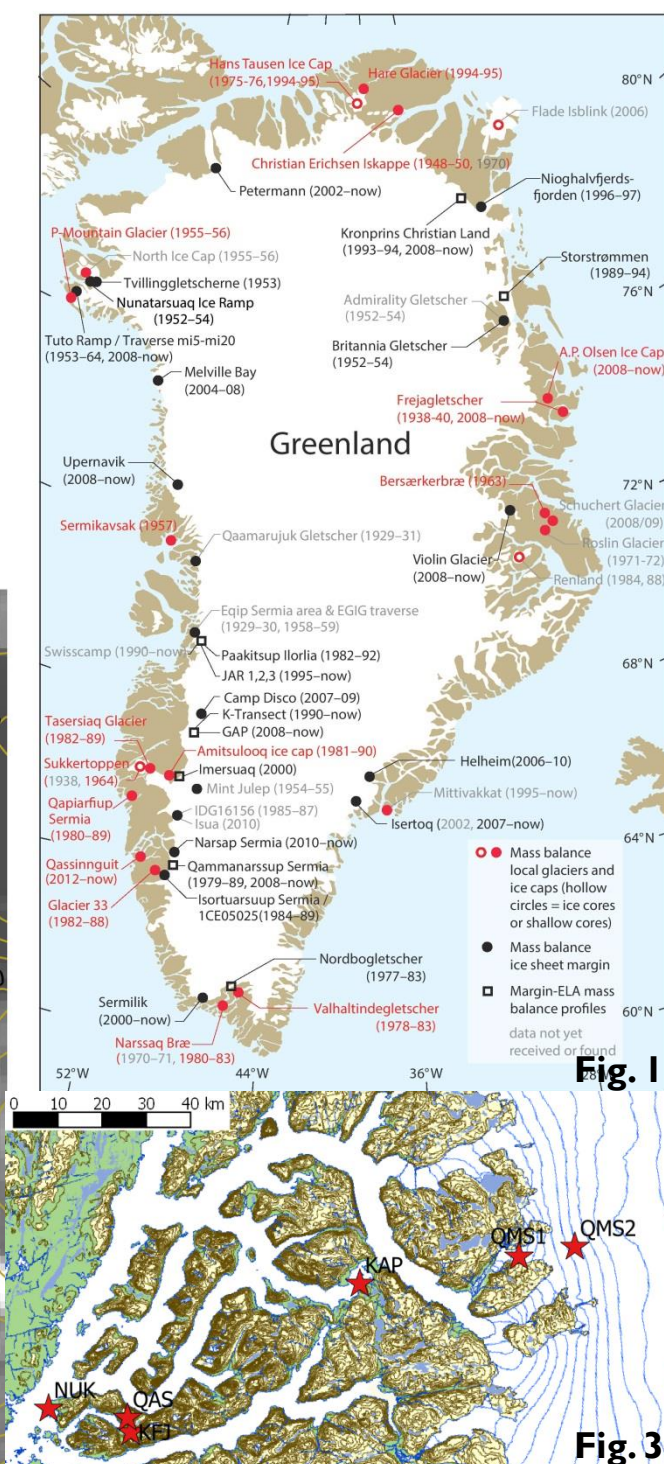 Hans Tausen Ice Cap
(1975-76,1994-95)
Hare Glacier (1994-95)
80°N
Flade Isblink (2006)
Christian Erichsen Iskappe (1948–50, 1970)
Petermann (2002–now)
Nioghalvfjerds-
fjorden (1996–97)
Kronprins Christian Land
(1993–94, 2008–now)
P-Mountain Glacier (1955–56)
North Ice Cap (1955–56)
Tvillinggletscherne (1953)
Nunatarsuaq Ice Ramp
(1952–54)
Storstrømmen
(1989–94)
76°N
Admirality Gletscher
(1952–54)
Tuto Ramp / Traverse mi5-mi20
(1953–64, 2008-now)
Britannia Gletscher
(1952–54)
A.P. Olsen Ice Cap
(2008–now)
Melville Bay
(2004–08)
Frejagletscher
(1938-40, 2008–now)
Greenland
Upernavik
(2008–now)
72°N
Bersærkerbræ (1963)
Schuchert Glacier
(2008/09)
Sermikavsak (1957)
Qaamarujuk Gletscher (1929–31)
Roslin Glacier
(1971-72)
Violin Glacier
(2008–now)
Renland (1984, 88)
Eqip Sermia area & EGIG traverse
(1929–30, 1958–59)
Swisscamp (1990–now)
Paakitsup Ilorlia (1982–92)
68°N
JAR 1,2,3 (1995–now)
Camp Disco (2007–09)
K-Transect (1990–now)
GAP (2008–now)
Tasersiaq Glacier
(1982–89)
Amitsulooq ice cap (1981–90)
Sukkertoppen
(1938, 1964)
Imersuaq (2000)
Helheim(2006–10)
Mint Julep (1954–55)
Mittivakkat (1995–now)
Qapiarfiup
Sermia
(1980–89)
IDG16156 (1985–87)
Isua (2010)
Isertoq (2002, 2007–now)
64°N
Narsap Sermia (2010–now)
Qassinnguit
(2012–now)
Qammanarssup Sermia
(1979–89, 2008–now)
Glacier 33
(1982–88)
Isortuarsuup Sermia /
1CE05025(1984–89)
Mass balance
local glaciers and
ice caps (hollow
circles = ice cores
or shallow cores)
Mass balance
ice sheet margin
Margin-ELA mass
balance profiles
data not yet
received or found
Nordbogletscher
(1977–83)
Sermilik
(2000–now)
Valhaltindegletscher
(1978–83)
60°N
Narssaq Bræ
(1970–71, 1980–83)
52°W
44°W
36°W
28°W
Fig. 1
0 10 20 30 40 km
QMS1
QMS2
KAP
NUK
QAS
KFJ
Fig. 3